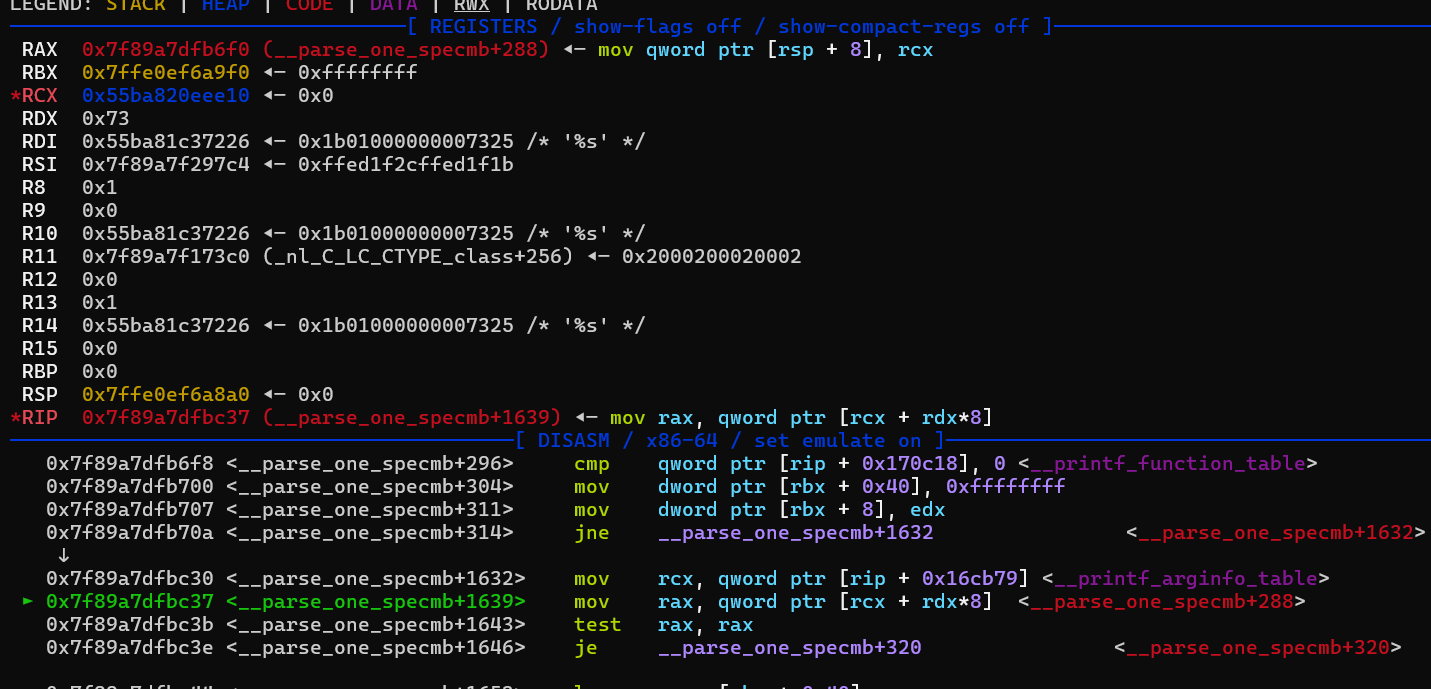 LEGEND: STACK | HEAP | CODE | DATA | RWX | RODATA
[ REGISTERS / show-flags off / show-compact-regs off ]
RAX 0x7f89a7dfb6f0 (__parse_one_specmb+288) ◂— mov qword ptr [rsp + 8], rcx
RBX 0x7ffe0ef6a9f0 ◂— 0xffffffff
*RCX 0x55ba820eee10 ◂— 0x0
RDX 0x73
RDI 0x55ba81c37226 ◂— 0x1b01000000007325 /* '%s' */
RSI 0x7f89a7f297c4 ◂— 0xffed1f2cffed1f1b
R8 0x1
R9 0x0
R10 0x55ba81c37226 ◂— 0x1b01000000007325 /* '%s' */
R11 0x7f89a7f173c0 (_nl_C_LC_CTYPE_class+256) ◂— 0x2000200020002
R12 0x0
R13 0x1
R14 0x55ba81c37226 ◂— 0x1b01000000007325 /* '%s' */
R15 0x0
RBP 0x0
RSP 0x7ffe0ef6a8a0 ◂— 0x0
*RIP 0x7f89a7dfbc37 (__parse_one_specmb+1639) ◂— mov rax, qword ptr [rcx + rdx*8]
[ DISASM / x86-64 / set emulate on ]
0x7f89a7dfb6f8 <__parse_one_specmb+296> cmp qword ptr [rip + 0x170c18], 0 <__printf_function_table>
0x7f89a7dfb700 <__parse_one_specmb+304> mov dword ptr [rbx + 0x40], 0xffffffff
0x7f89a7dfb707 <__parse_one_specmb+311> mov dword ptr [rbx + 8], edx
0x7f89a7dfb70a <__parse_one_specmb+314> jne __parse_one_specmb+1632 <__parse_one_specmb+1632>
↓
0x7f89a7dfbc30 <__parse_one_specmb+1632> mov rcx, qword ptr [rip + 0x16cb79] <__printf_arginfo_table>
► 0x7f89a7dfbc37 <__parse_one_specmb+1639> mov rax, qword ptr [rcx + rdx*8] <__parse_one_specmb+288>
0x7f89a7dfbc3b <__parse_one_specmb+1643> test rax, rax
0x7f89a7dfbc3e <__parse_one_specmb+1646> je __parse_one_specmb+320 <__parse_one_specmb+320>